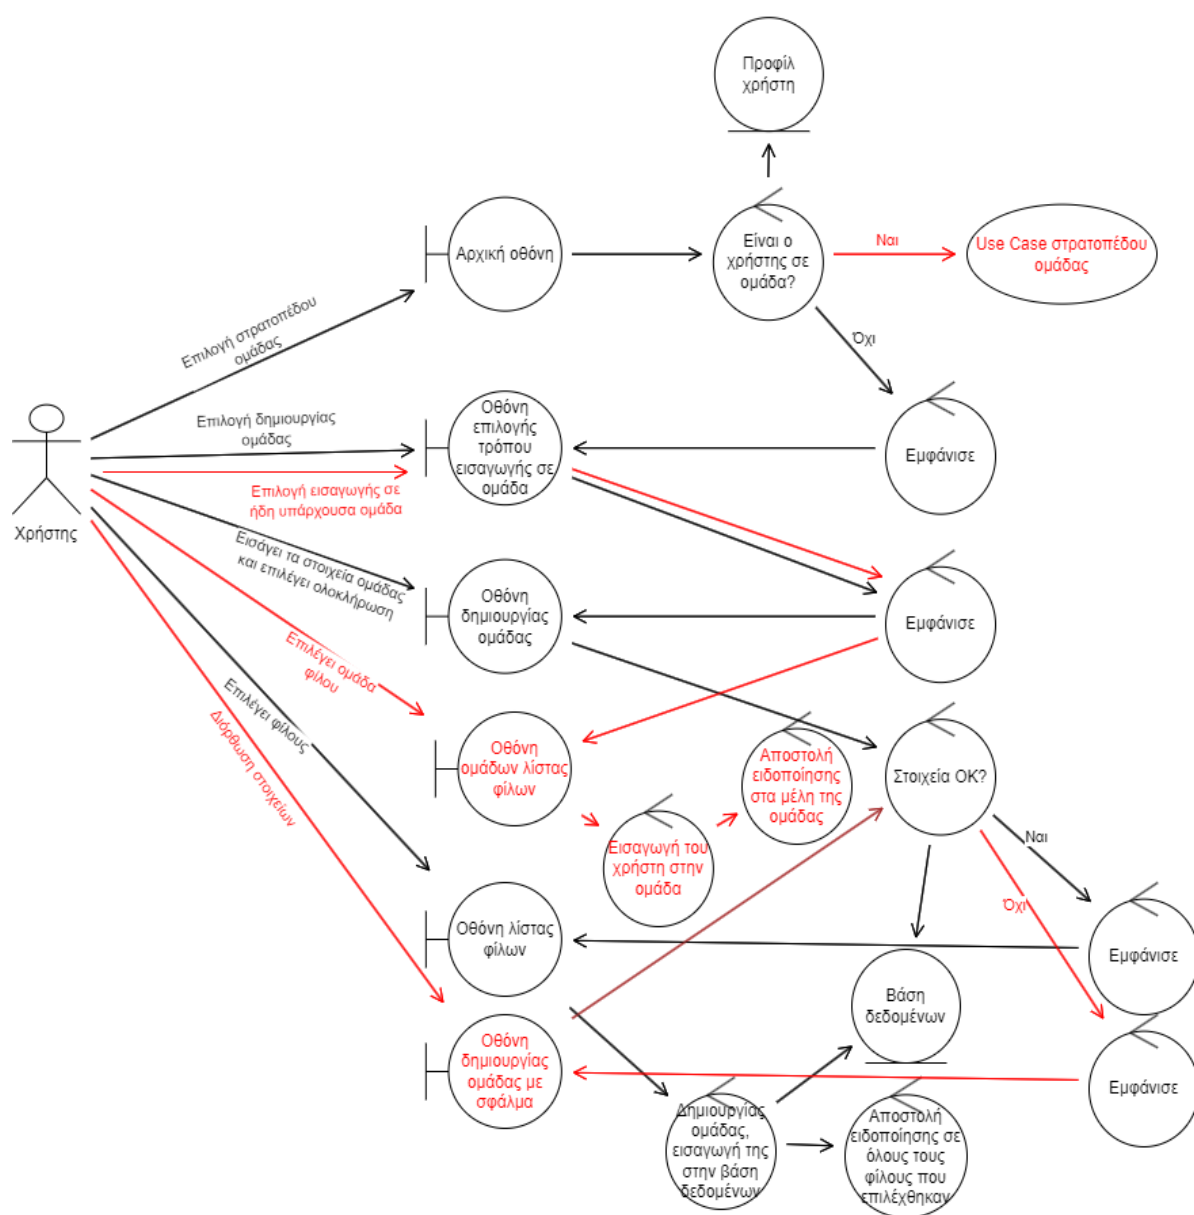 Προφίλ
χρήστη
Αρχική οθόνη
Είναι ο
χρήστης σε
ομάδα?
Ναι
Use Case στρατοπέδου
ομάδας
Όχι
Επιλογή στρατοπέδου
ομάδας
Επιλογή δημιουργίας
ομάδας
Οθόνη
επιλογής
τρόπου
εισαγωγής σε
ομάδα
Εμφάνισε
Επιλογή εισαγωγής σε
ήδη υπάρχουσα ομάδα
Χρήστης
Εισάγει τα στοιχεία ομάδας
και επιλέγει ολοκλήρωση
Οθόνη
δημιουργίας
ομάδας
Εμφάνισε
Επιλέγει ομάδα
φίλου
Επιλέγει φίλους
Διόρθωση στοιχείων
Οθόνη
ομάδων λίστας
φίλων
Αποστολή
ειδοποίησης
στα μέλη της
ομάδας
Στοιχεία ΟΚ?
Εισαγωγή του
χρήστη στην
ομάδα
Ναι
Όχι
Οθόνη λίστας
φίλων
Εμφάνισε
Βάση
δεδομένων
Οθόνη
δημιουργίας
ομάδας με
σφάλμα
Εμφάνισε
Δημιουργίας
ομάδας,
εισαγωγή της
στην βάση
δεδομένων
Αποστολή
ειδοποίησης σε
όλους τους
φίλους που
επιλέχθηκαν